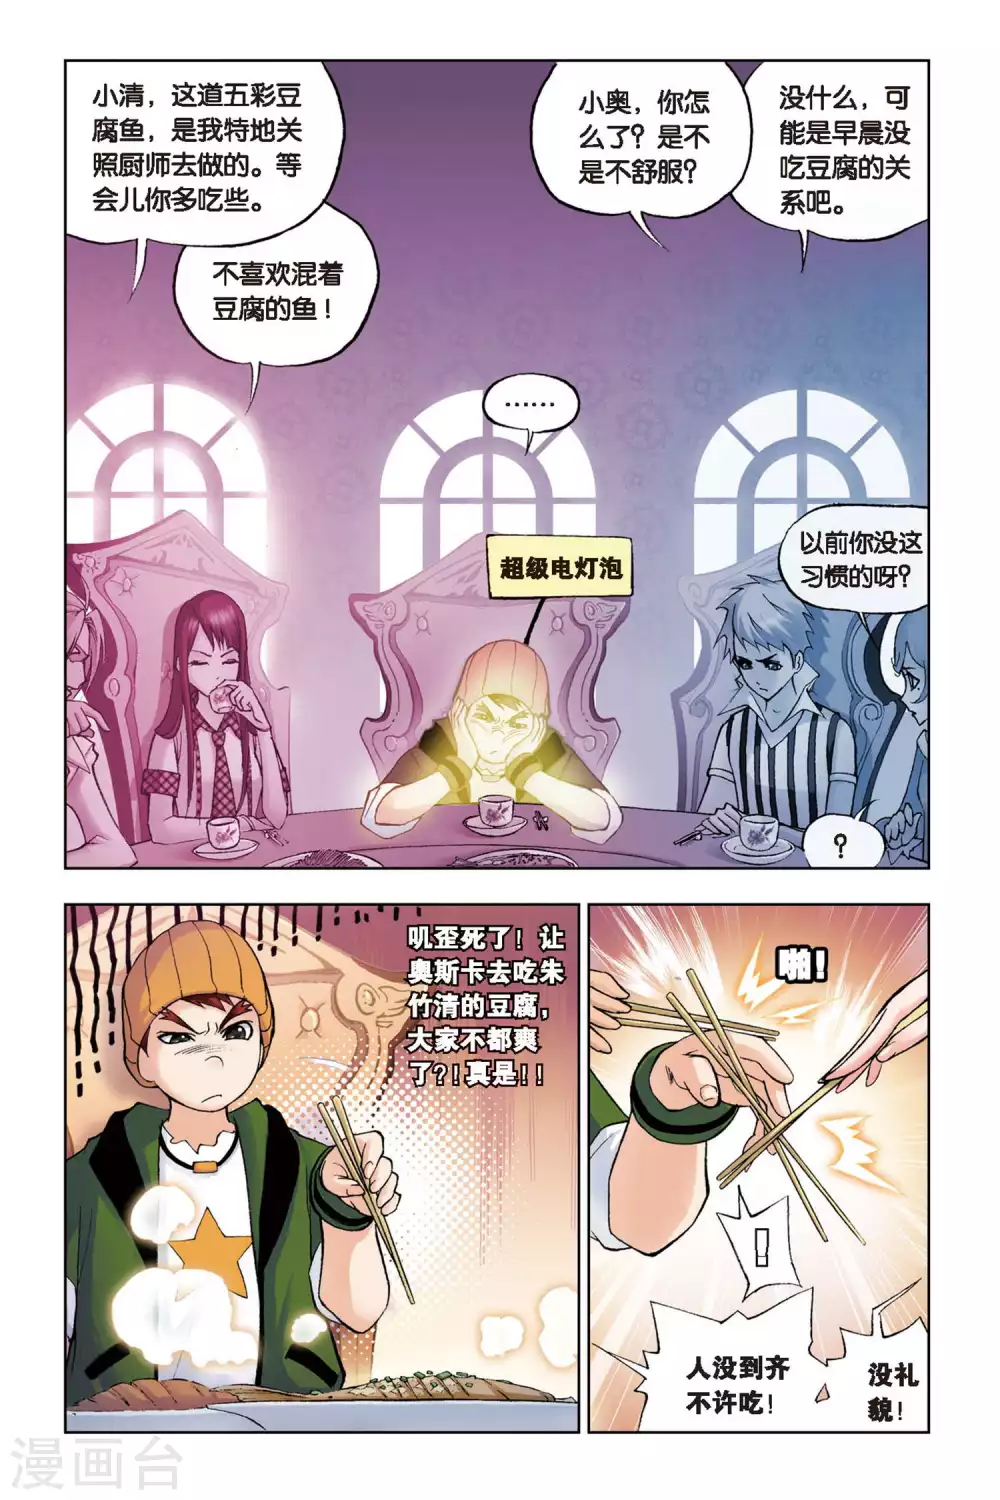 小清，这道五彩豆
腐鱼，是我特地关
照厨师去做的。等
会儿你多吃些。
不喜欢混着
豆腐的鱼！
小奥，你怎
么了？是不
是不舒服？
没什么，可
能是早晨没
吃豆腐的关
系吧。
……
超级电灯泡
以前你没这
习惯的呀？
？
叽歪死了！让
奥斯卡去吃朱
竹清的豆腐，
大家不都爽
了？！真是！！
啪！
人没到齐
不许吃！
没礼
貌！
漫画台